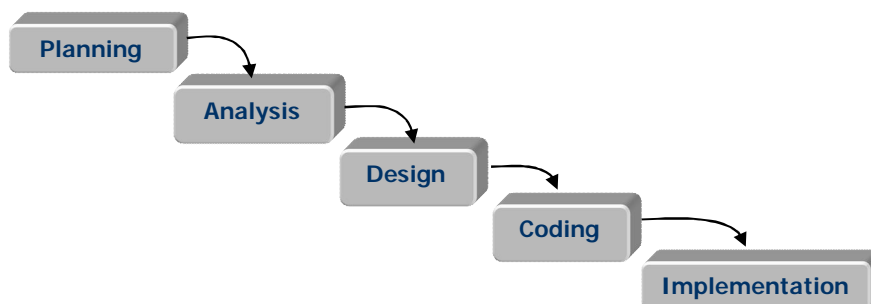 Planning
Analysis
Design
Coding
Implementation